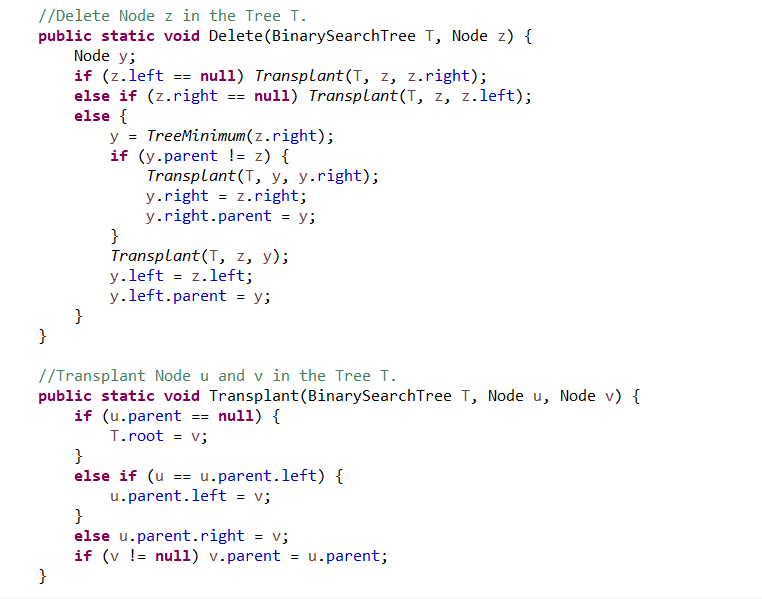 //Delete Node z in the Tree T.
public static void Delete(BinarySearchTree T, Node z) {
    Node y;
    if (z.left == null) Transplant(T, z, z.right);
    else if (z.right == null) Transplant(T, z, z.left);
    else {
        y = TreeMinimum(z.right);
        if (y.parent != z) {
            Transplant(T, y, y.right);
            y.right = z.right;
            y.right.parent = y;
        }
        Transplant(T, z, y);
        y.left = z.left;
        y.left.parent = y;
    }
}

//Transplant Node u and v in the Tree T.
public static void Transplant(BinarySearchTree T, Node u, Node v) {
    if (u.parent == null) {
        T.root = v;
    }
    else if (u == u.parent.left) {
        u.parent.left = v;
    }
    else u.parent.right = v;
    if (v != null) v.parent = u.parent;
}